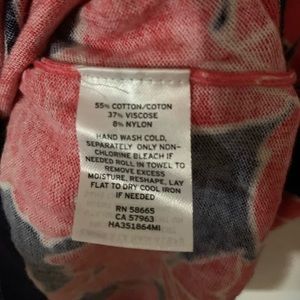 55% COTTON/COTON
37% VISCOSE
8% NYLON
HAND WASH COLD,
SEPARATELY ONLY NON-
CHLORINE BLEACH IF
NEEDED ROLL IN TOWEL TO
REMOVE EXCESS
MOISTURE, RESHAPE, LAY
FLAT TO DRY COOL IRON
IF NEEDED
RN 58665
CA 57963
HA351864MI